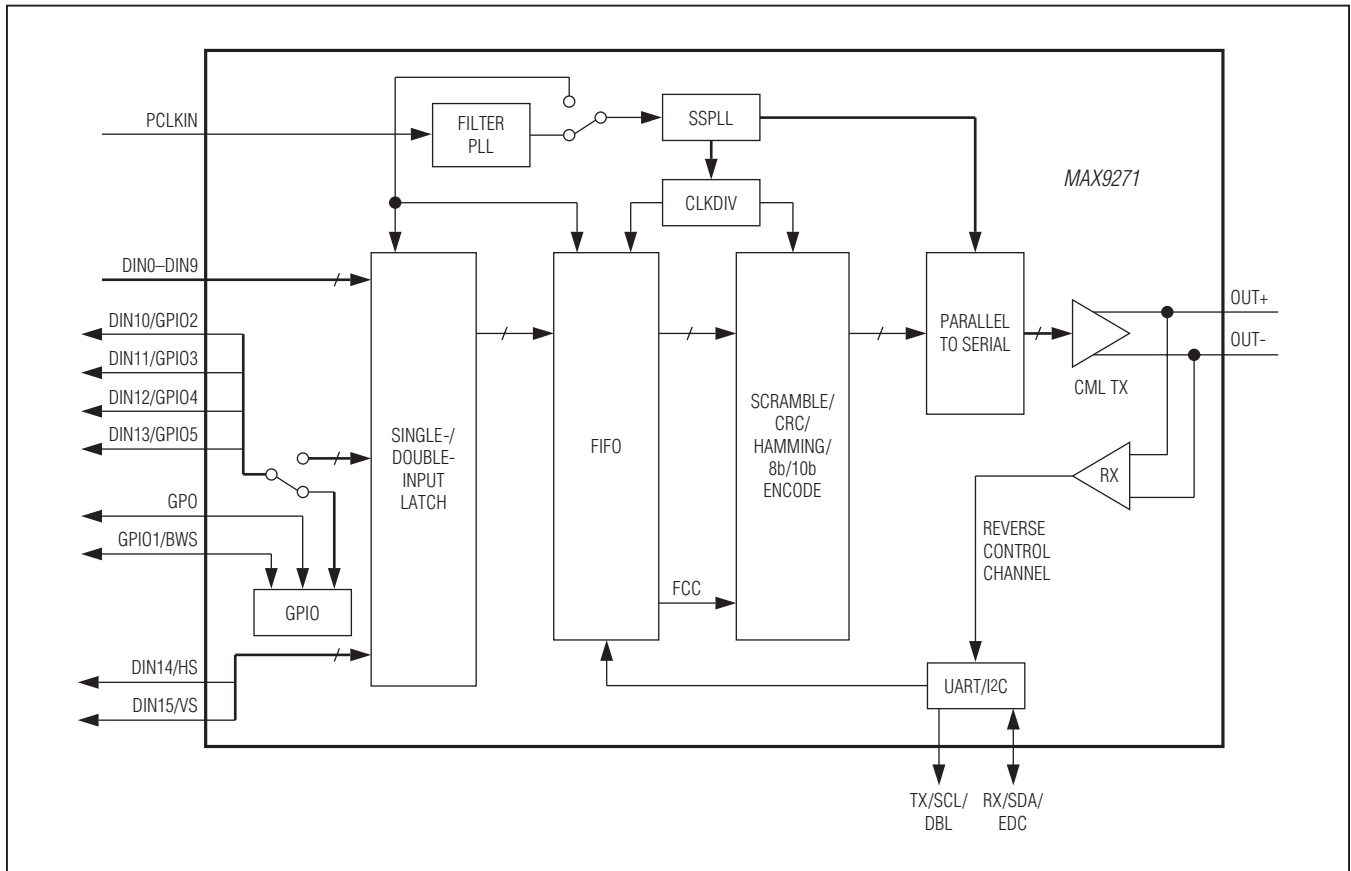 PCLKIN
FILTER
PLL
SSPLL
MAX9271
CLKDIV
DIN0–DIN9
DIN10/GPIO2
DIN11/GPIO3
DIN12/GPIO4
DIN13/GPIO5
GPO
GPIO1/BWS
GPIO
DIN14/HS
DIN15/VS
SINGLE-/
DOUBLE-
INPUT
LATCH
FIFO
FCC
SCRAMBLE/
CRC/
HAMMING/
8b/10b
ENCODE
PARALLEL
TO SERIAL
CML TX
OUT+
OUT-
RX
REVERSE
CONTROL
CHANNEL
UART/I2C
TX/SCL/
DBL
RX/SDA/
EDC